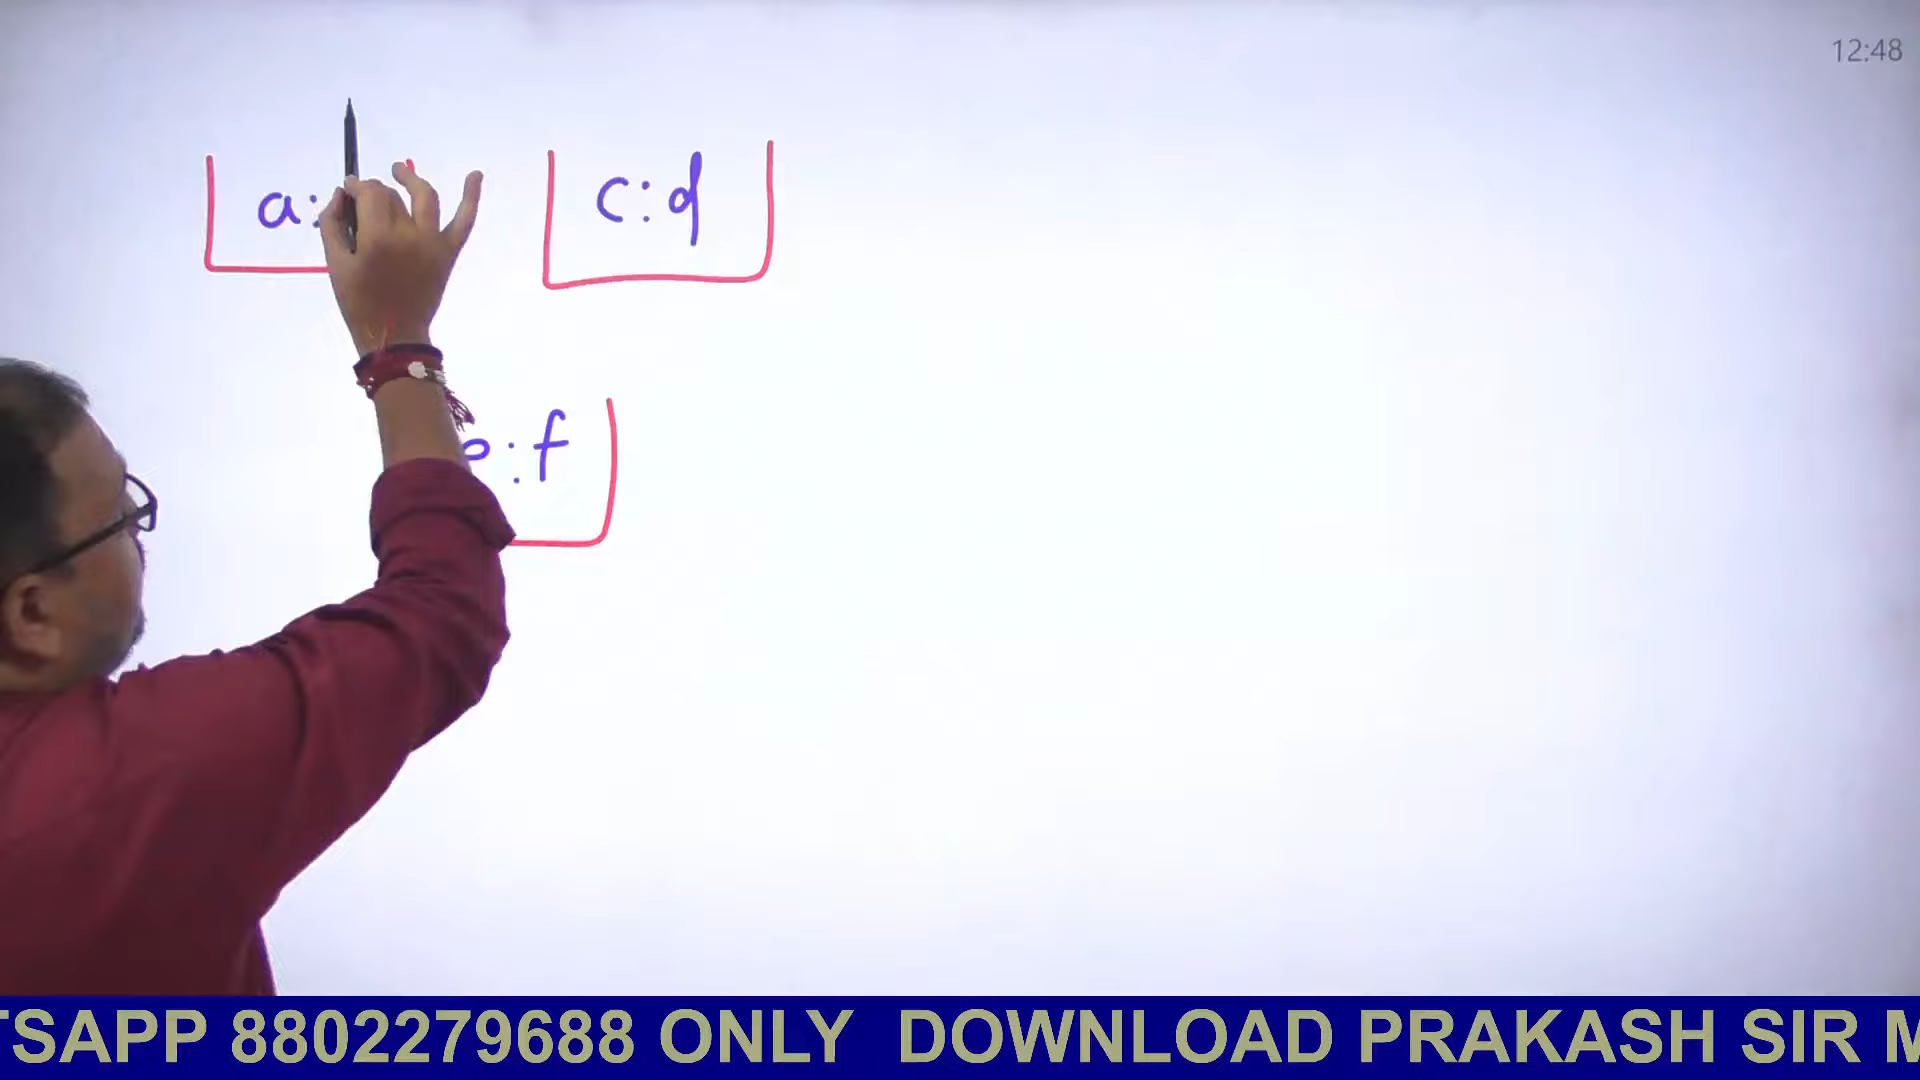 12:48
a:
c:d
:f
TSAPP 8802279688 ONLY DOWNLOAD PRAKASH SIR M